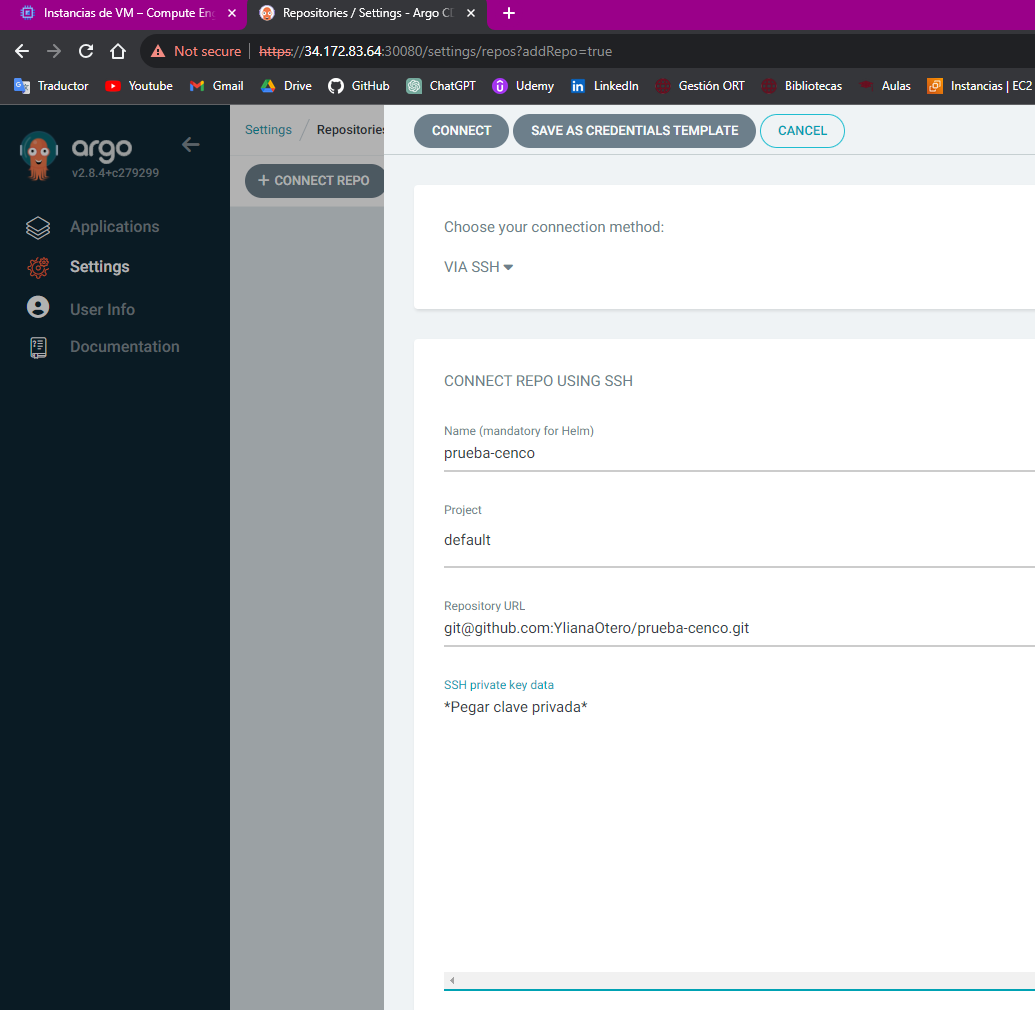 Instancias de VM – Compute En
Repositories / Settings - Argo CD
Not secure https://34.172.83.64:30080/settings/repos?addRepo=true
Traductor Youtube Gmail Drive GitHub ChatGPT Udemy LinkedIn Gestión ORT Bibliotecas Aulas Instancias | EC2
argo
v2.8.4+c279299
Applications
Settings
User Info
Documentation
Settings / Repositories
+ CONNECT REPO
CONNECT SAVE AS CREDENTIALS TEMPLATE CANCEL
Choose your connection method:
VIA SSH
CONNECT REPO USING SSH
Name (mandatory for Helm)
prueba-cenco
Project
default
Repository URL
git@github.com:YlianaOtero/prueba-cenco.git
SSH private key data
*Pegar clave privada*